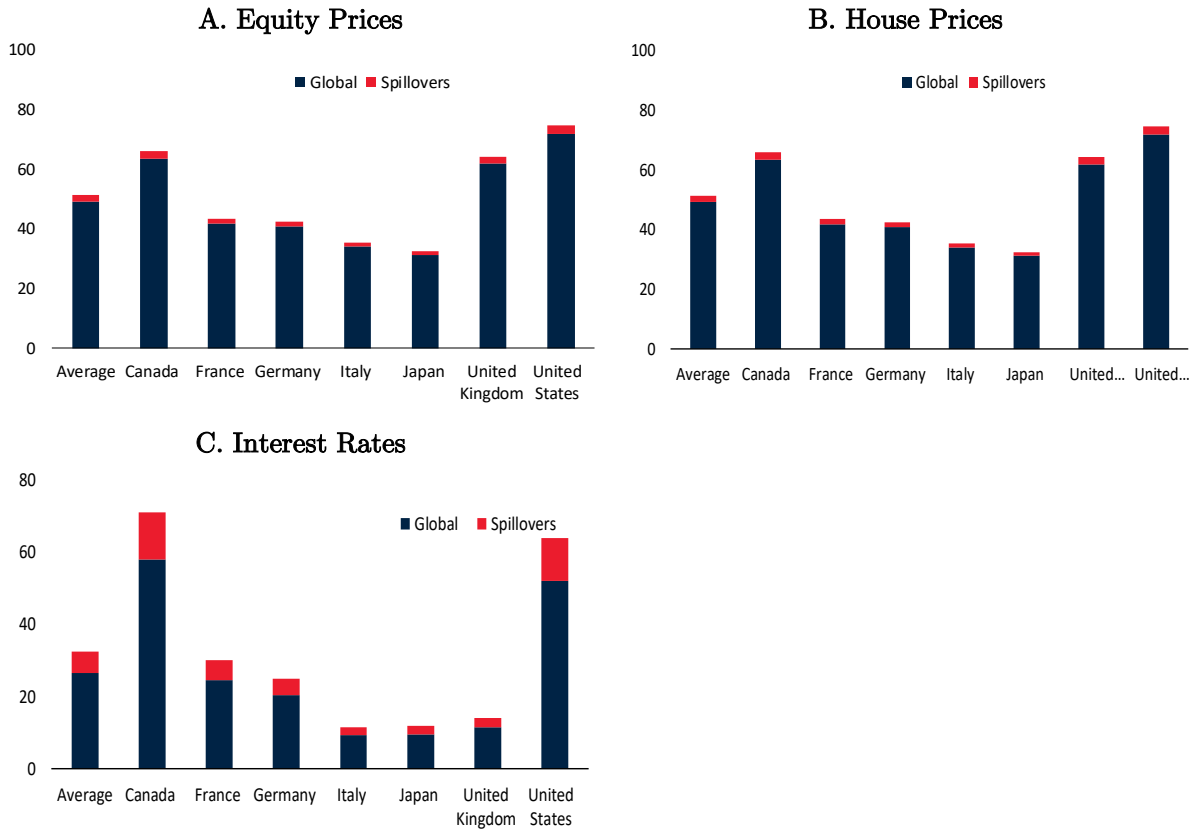 A. Equity Prices
100
80
60
40
20
0
Global Spillovers
Average Canada France Germany Italy Japan United Kingdom United States
B. House Prices
100
80
60
40
20
0
Global Spillovers
Average Canada France Germany Italy Japan United... United...
C. Interest Rates
80
60
40
20
0
Global Spillovers
Average Canada France Germany Italy Japan United Kingdom United States